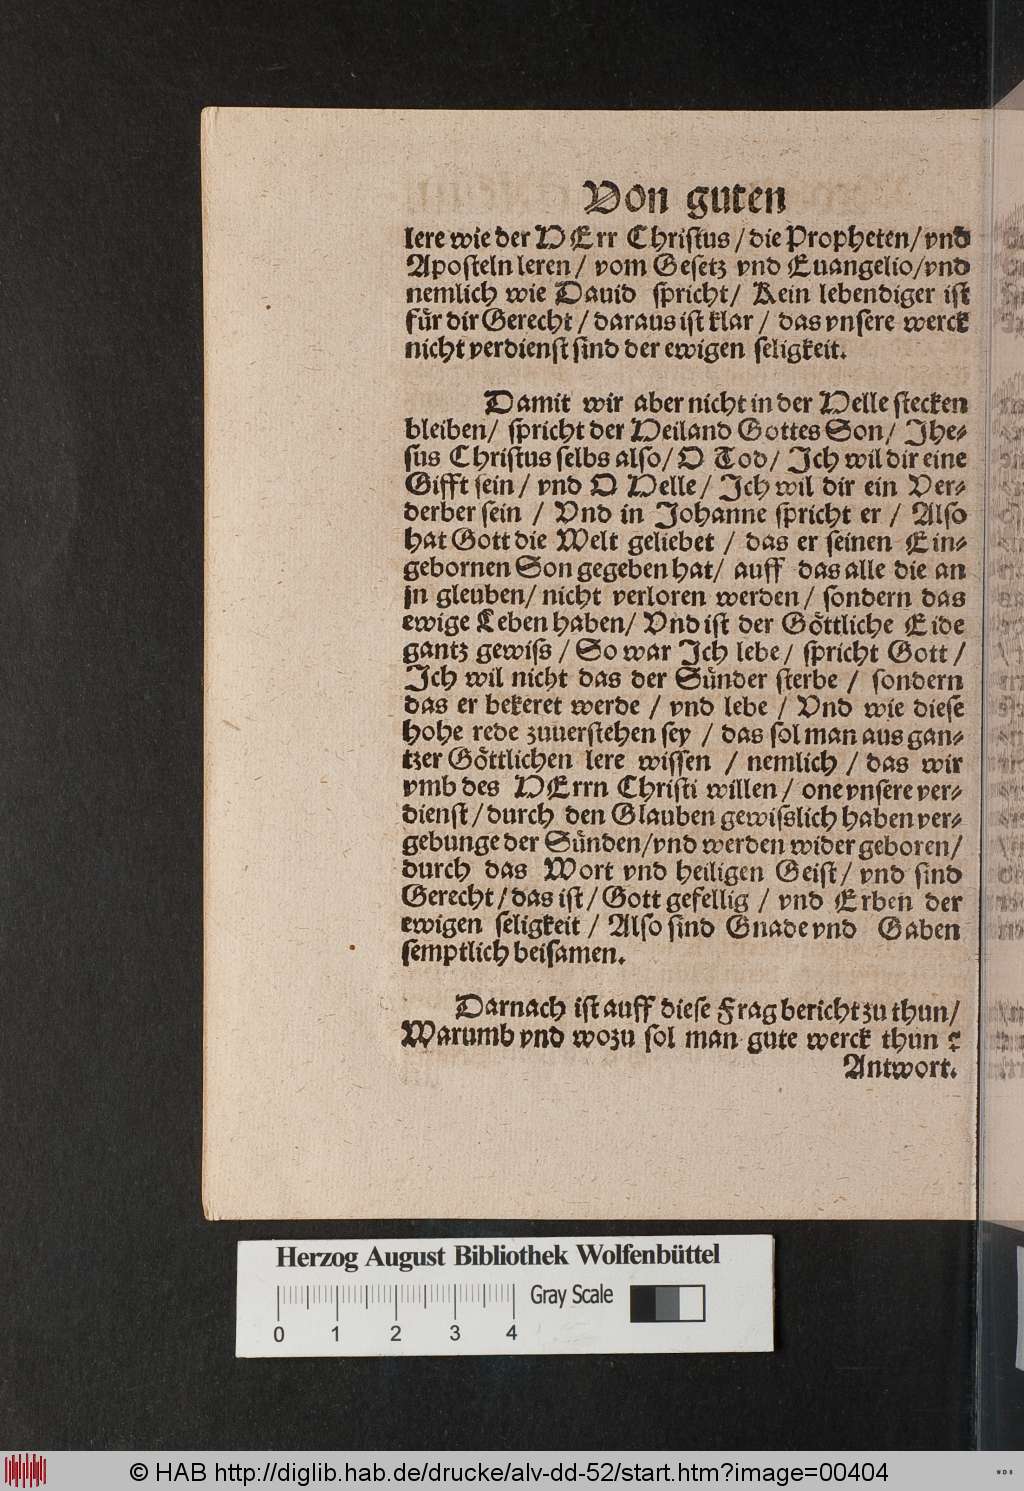 Von guten
lere wie der HErr Christus / die Propheten / vnd
Aposteln leren / vom Gesetz vnd Euangelio / vnd
nemlich wie Dauid spricht / Kein lebendiger ist
für dir Gerecht / daraus ist klar / das vnsere werck
nicht verdienst sind der ewigen seligkeit.
Damit wir aber nicht in der Helle stecken
bleiben / spricht der Heiland Gottes Son / Jhe-
sus Christus selbs also / O Tod / Jch wil dir eine
Gifft sein / vnd O Helle / Jch wil dir ein Ver-
derber sein / Vnd in Johanne spricht er / Also
hat Gott die Welt geliebet / das er seinen Ein-
gebornen Son gegeben hat / auff das alle die an
jn gleuben / nicht verloren werden / sondern das
ewige Leben haben / Vnd ist der Göttliche Eide
gantz gewiss / So war Jch lebe / spricht Gott /
Jch wil nicht das der Sünder sterbe / sondern
das er bekeret werde / vnd lebe / Vnd wie diese
hohe rede zuuerstehen sey / das sol man aus gan-
tzer Göttlichen lere wissen / nemlich / das wir
vmb des HErrn Christi willen / one vnsere ver-
dienst / durch den Glauben gewisslich haben ver-
gebunge der Sünden / vnd werden wider geboren /
durch das Wort vnd heiligen Geist / vnd sind
Gerecht / das ist / Gott gefellig / vnd Erben der
ewigen seligkeit / Also sind Gnade vnd Gaben
semptlich beisamen.
Darnach ist auff diese Frag bericht zu thun /
Warumb vnd wozu sol man gute werck thun ?
Antwort.
Herzog August Bibliothek Wolfenbüttel
Gray Scale
0 1 2 3 4
© HAB http://diglib.hab.de/drucke/alv-dd-52/start.htm?image=00404